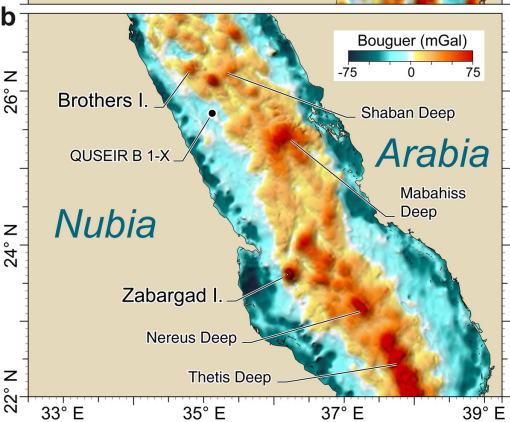 b
Bouguer (mGal)
-75
0
75
26° N
Brothers I.
Shaban Deep
QUSEIR B 1-X
Arabia
Mabahiss
Deep
Nubia
24° N
Zabargad I.
Nereus Deep
Thetis Deep
22° N
33° E
35° E
37° E
39° E